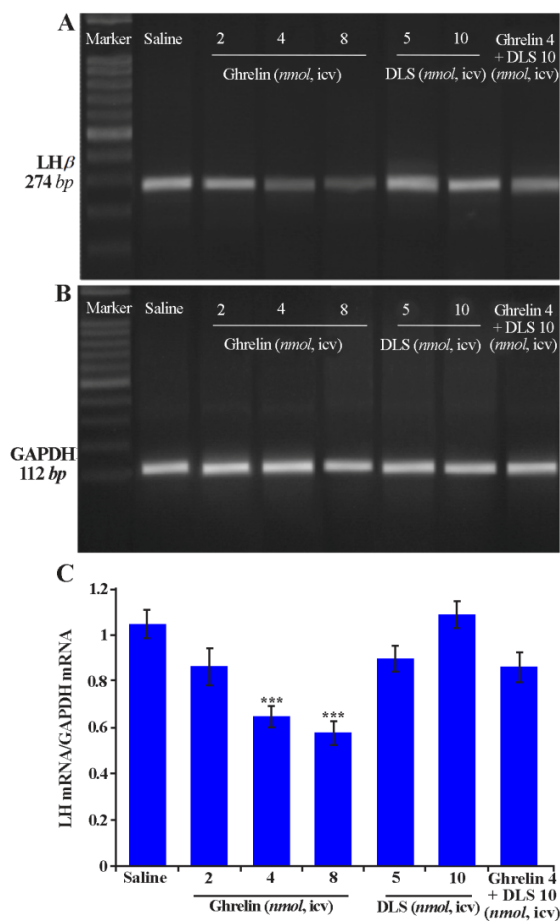 A
Marker Saline 2 4 8 5 10 Ghrelin 4
+ DLS 10
Ghrelin (nmol, icv) DLS (nmol, icv) (nmol, icv)
LHβ
274 bp
B
Marker Saline 2 4 8 5 10 Ghrelin 4
+ DLS 10
Ghrelin (nmol, icv) DLS (nmol, icv) (nmol, icv)
GAPDH
112 bp
C
LH mRNA/GAPDH mRNA
1.2
1
0.8
0.6
0.4
0.2
0
*** ***
Saline 2 4 8 5 10 Ghrelin 4
+ DLS 10
Ghrelin (nmol, icv) DLS (nmol, icv) (nmol, icv)